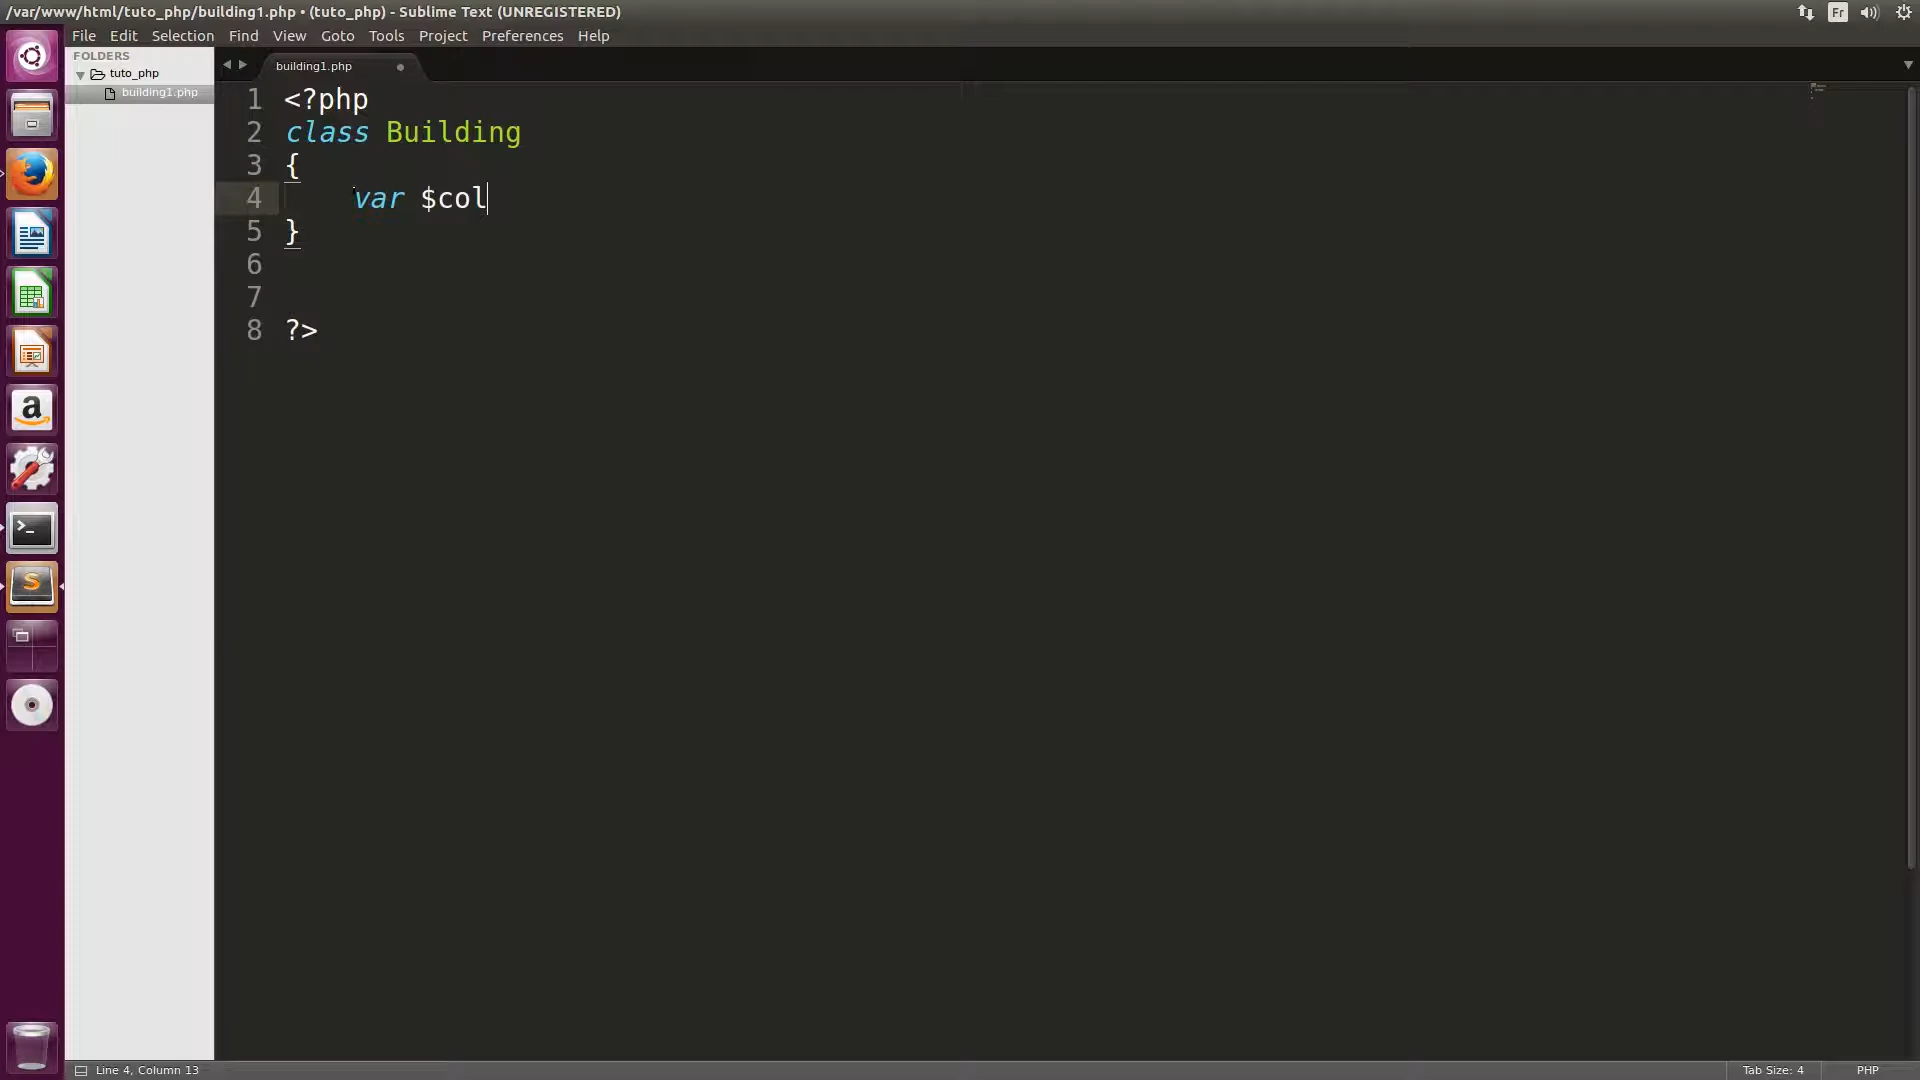 /var/www/html/tuto_php/building1.php • (tuto_php) - Sublime Text (UNREGISTERED)
Fr
File Edit Selection Find View Goto Tools Project Preferences Help
FOLDERS
tuto_php
building1.php
building1.php
1 <?php
2 class Building
3 {
4 var $col
5 }
6
7
8 ?>
Line 4, Column 13
Tab Size: 4
PHP